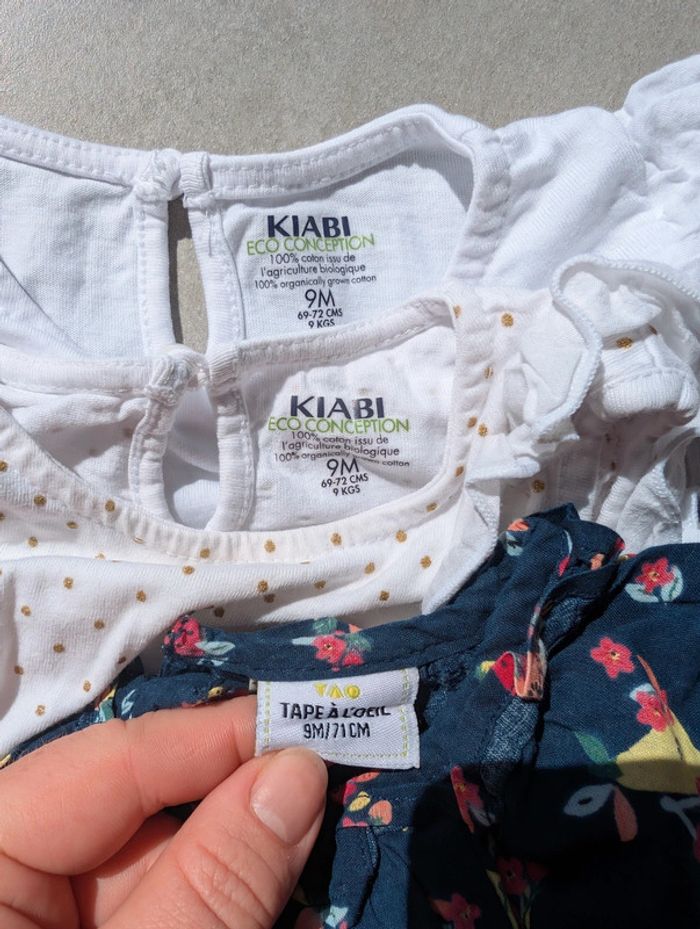 KIABI
ECO CONCEPTION
100% coton issu de
l'agriculture biologique
100% organically grown cotton
9M
69-72 CMS
9 KGS
KIABI
ECO CONCEPTION
100% coton issu de
l'agriculture biologique
100% organically grown cotton
9M
69-72 CMS
9 KGS
TAO
TAPE À L'OEIL
9M/71CM